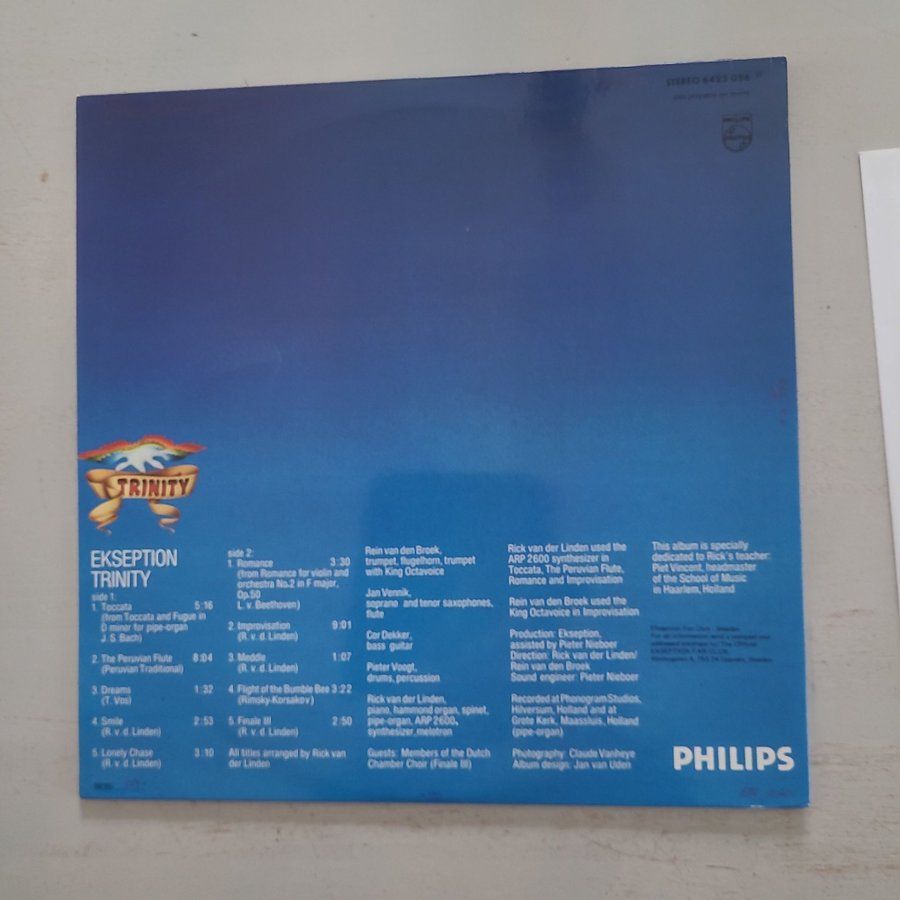 STEREO 6423 056
PHILIPS
TRINITY
EKSEPTION
TRINITY
side 1:
1. Toccata 5:16
(from Toccata and Fugue in
D minor for pipe-organ
J. S. Bach)
2. The Peruvian Flute 8:04
(Peruvian Traditional)
3. Dreams 1:32
(T. Vos)
4. Smile 2:53
(R. v. d. Linden)
5. Lonely Chase 3:10
(R. v. d. Linden)
side 2:
1. Romance 3:30
(from Romance for violin and
orchestra No.2 in F major,
Op.50
L. v. Beethoven)
2. Improvisation 9:01
(R. v. d. Linden)
3. Meddle 1:07
(R. v. d. Linden)
4. Flight of the Bumble Bee 3:22
(Rimsky-Korsakov)
5. Finale III 2:50
(R. v. d. Linden)
All titles arranged by Rick van
der Linden
Rein van den Broek,
trumpet, flugelhorn, trumpet
with King Octavoice
Jan Vennik,
soprano and tenor saxophones,
flute
Cor Dekker,
bass guitar
Pieter Voogt,
drums, percussion
Rick van der Linden,
piano, hammond organ, spinet,
pipe-organ, ARP 2600,
synthesizer, melotron
Guests: Members of the Dutch
Chamber Choir (Finale III)
Rick van der Linden used the
ARP 2600 synthesizer in
Toccata, The Peruvian Flute,
Romance and Improvisation
Rein van den Broek used the
King Octavoice in Improvisation
Production: Ekseption,
assisted by Pieter Nieboer
Direction: Rick van der Linden/
Rein van den Broek
Sound engineer: Pieter Nieboer
Recorded at Phonogram Studios,
Hilversum, Holland and at
Grote Kerk, Maassluis, Holland
(pipe-organ)
Photography: Claude Vanheye
Album design: Jan van Uden
This album is specially
dedicated to Rick's teacher:
Piet Vincent, headmaster
of the School of Music
in Haarlem, Holland
EKSEPTION FAN CLUB,
PHILIPS